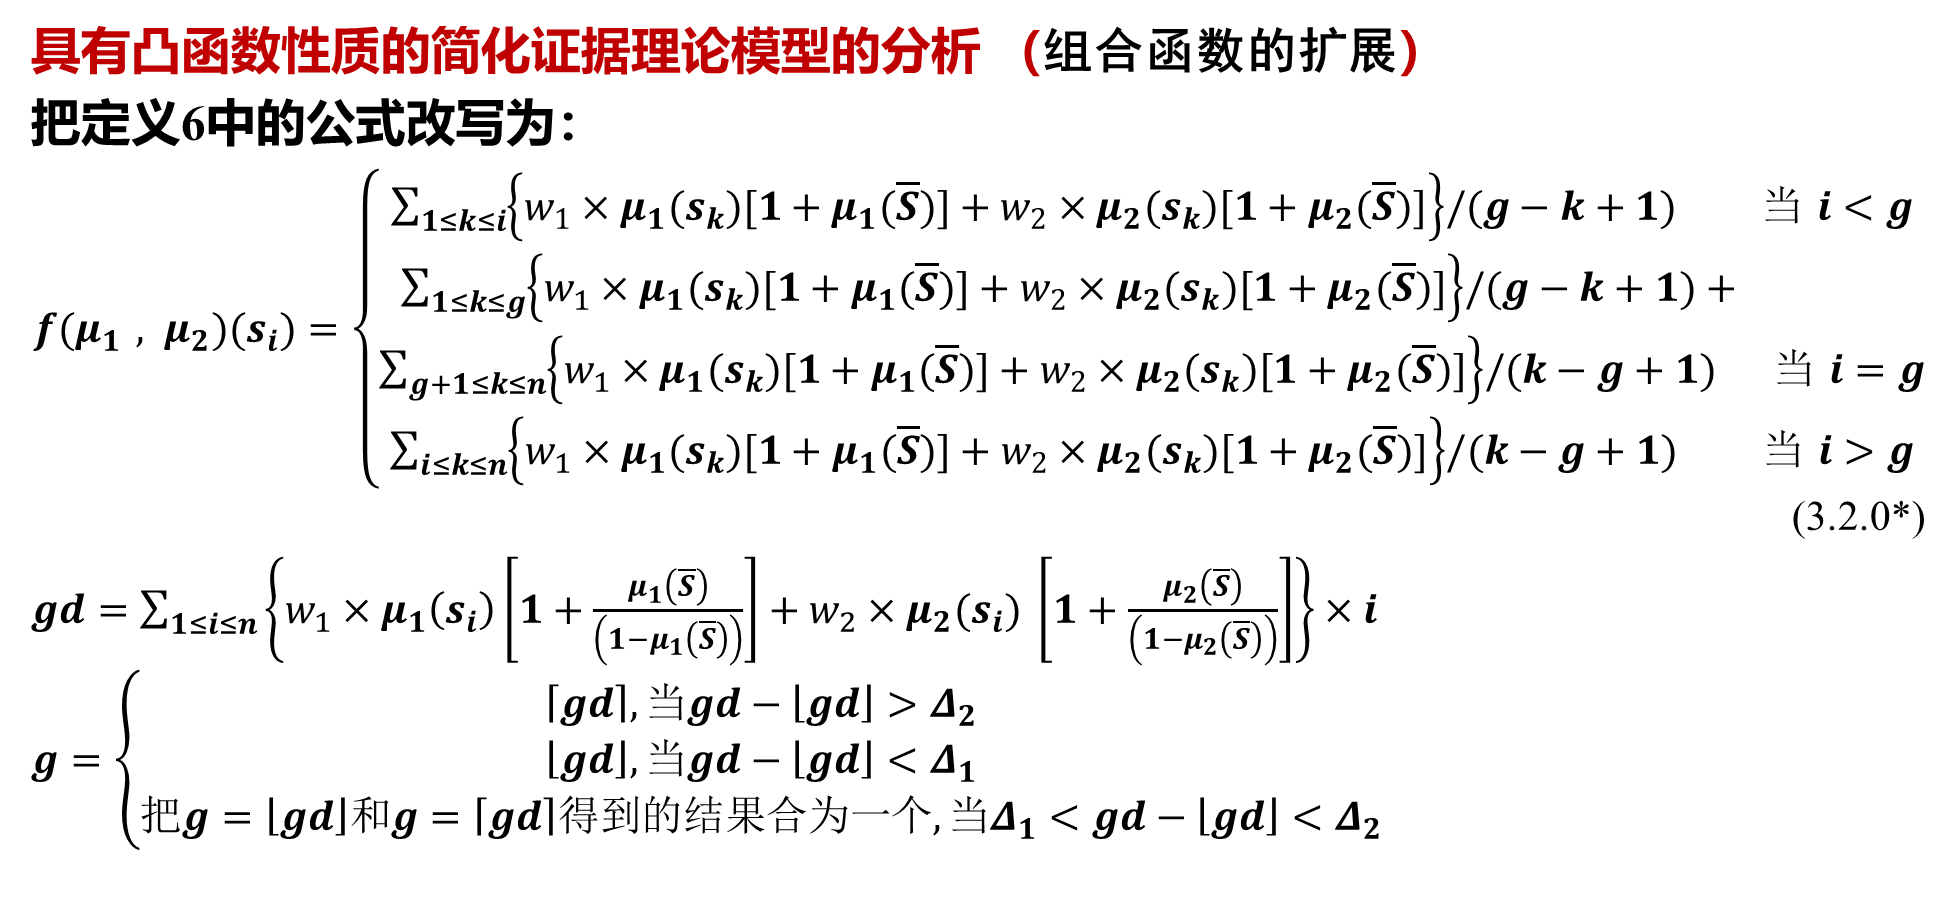 具有凸函数性质的简化证据理论模型的分析 (组合函数的扩展)
把定义6中的公式改写为:
∑₁≤k≤i{w₁ × μ₁(sₖ)[1 + μ₁(S̅)] + w₂ × μ₂(sₖ)[1 + μ₂(S̅)]}/(g − k + 1) 当 i < g
∑₁≤k≤g{w₁ × μ₁(sₖ)[1 + μ₁(S̅)] + w₂ × μ₂(sₖ)[1 + μ₂(S̅)]}/(g − k + 1) +
f(μ₁ , μ₂)(sᵢ) =
∑g+1≤k≤n{w₁ × μ₁(sₖ)[1 + μ₁(S̅)] + w₂ × μ₂(sₖ)[1 + μ₂(S̅)]}/(k − g + 1) 当 i = g
∑i≤k≤n{w₁ × μ₁(sₖ)[1 + μ₁(S̅)] + w₂ × μ₂(sₖ)[1 + μ₂(S̅)]}/(k − g + 1) 当 i > g
(3.2.0*)
gd = ∑₁≤i≤n {w₁ × μ₁(sᵢ) [1 + μ₁(S̅)/(1−μ₁(S̅))] + w₂ × μ₂(sᵢ) [1 + μ₂(S̅)/(1−μ₂(S̅))]} × i
⌈gd⌉, 当gd − ⌊gd⌋ > Δ₂
g = { ⌊gd⌋, 当gd − ⌊gd⌋ < Δ₁
把g = ⌊gd⌋和g = ⌈gd⌉得到的结果合为一个, 当Δ₁ < gd − ⌊gd⌋ < Δ₂